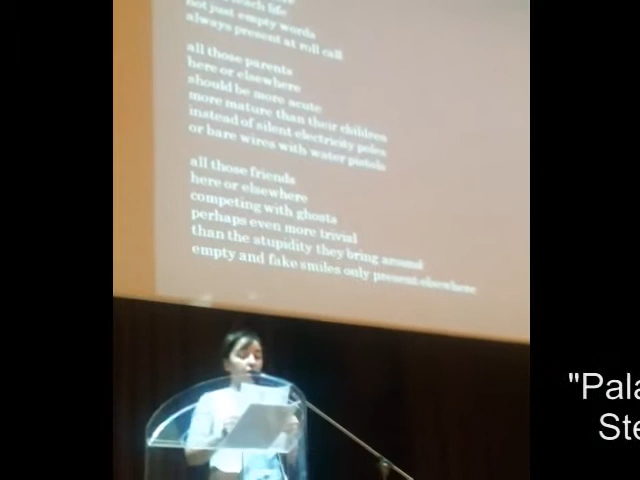 teach life
not just empty words
always present at roll call
all those parents
here or elsewhere
should be more acute
more mature than their children
instead of silent electricity poles
or bare wires with water pistols
all those friends
here or elsewhere
competing with ghosts
perhaps even more trivial
than the stupidity they bring around
empty and fake smiles only present elsewhere
"Pala
Ste